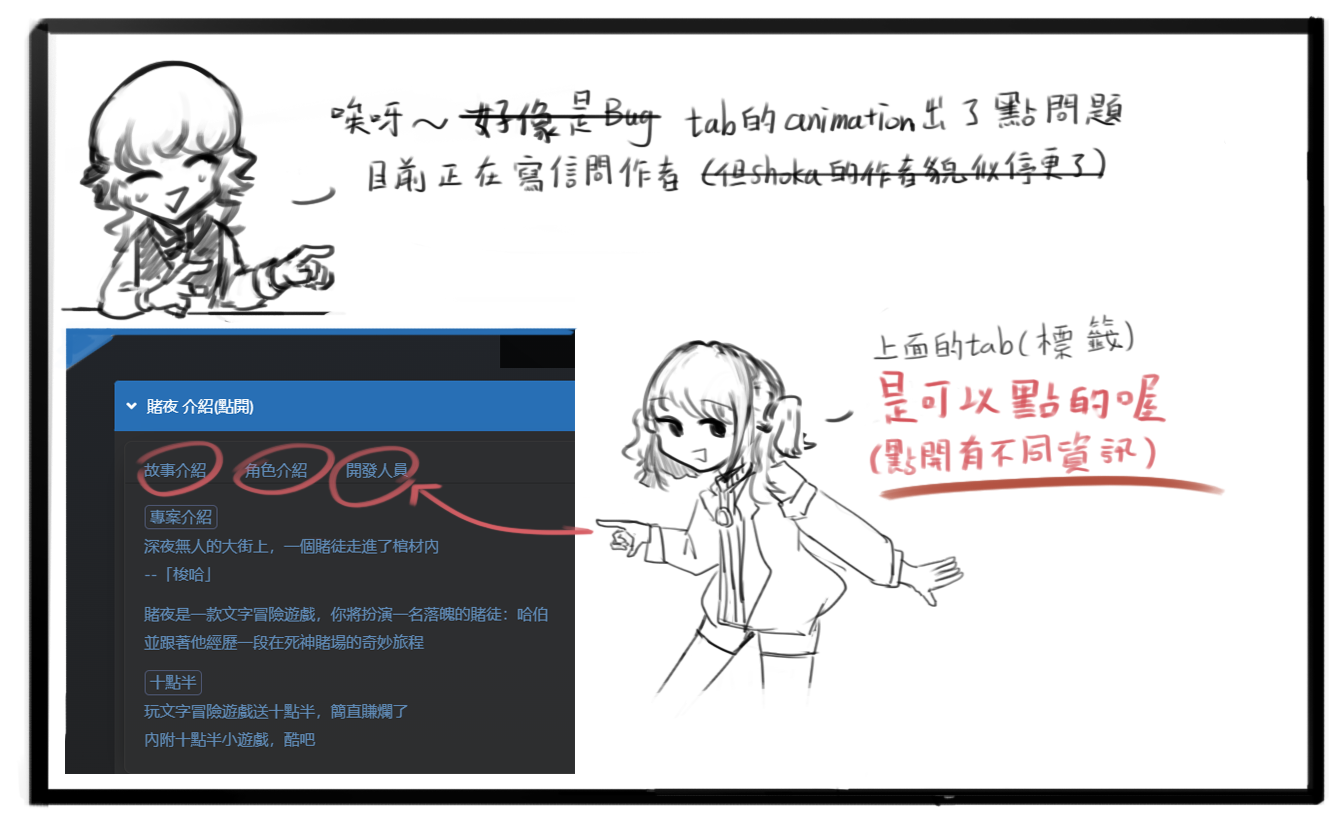 唉呀～好像是Bug tab的animation出了點問題
目前正在寫信問作者(但shoka的作者貌似停更了)
上面的tab(標籤)
是可以點的喔
(點開有不同資訊)
賭夜 介紹(點開)
故事介紹 角色介紹 開發人員
專案介紹
深夜無人的大街上，一個賭徒走進了棺材內
--「梭哈」
賭夜是一款文字冒險遊戲，你將扮演一名落魄的賭徒：哈伯
並跟著他經歷一段在死神賭場的奇妙旅程
十點半
玩文字冒險遊戲送十點半，簡直賺爛了
內附十點半小遊戲，酷吧